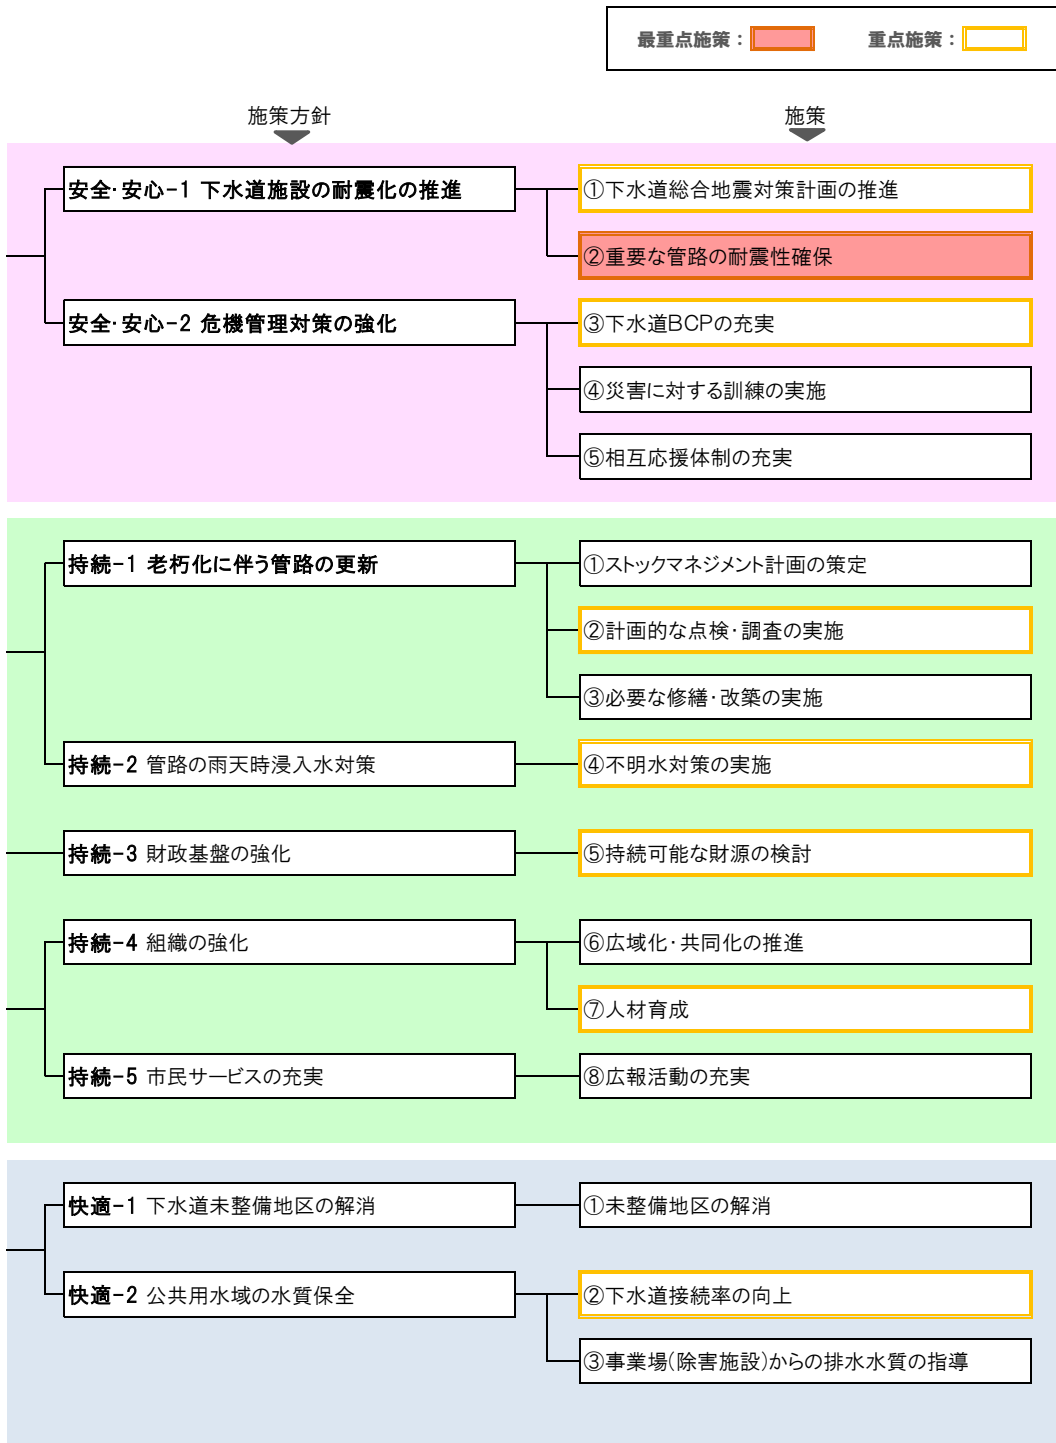 最重点施策： 重点施策：
施策方針 施策
安全・安心-1 下水道施設の耐震化の推進 ①下水道総合地震対策計画の推進
②重要な管路の耐震性確保
安全・安心-2 危機管理対策の強化 ③下水道BCPの充実
④災害に対する訓練の実施
⑤相互応援体制の充実
持続-1 老朽化に伴う管路の更新 ①ストックマネジメント計画の策定
②計画的な点検・調査の実施
③必要な修繕・改築の実施
持続-2 管路の雨天時浸入水対策 ④不明水対策の実施
持続-3 財政基盤の強化 ⑤持続可能な財源の検討
持続-4 組織の強化 ⑥広域化・共同化の推進
⑦人材育成
持続-5 市民サービスの充実 ⑧広報活動の充実
快適-1 下水道未整備地区の解消 ①未整備地区の解消
快適-2 公共用水域の水質保全 ②下水道接続率の向上
③事業場(除害施設)からの排水水質の指導